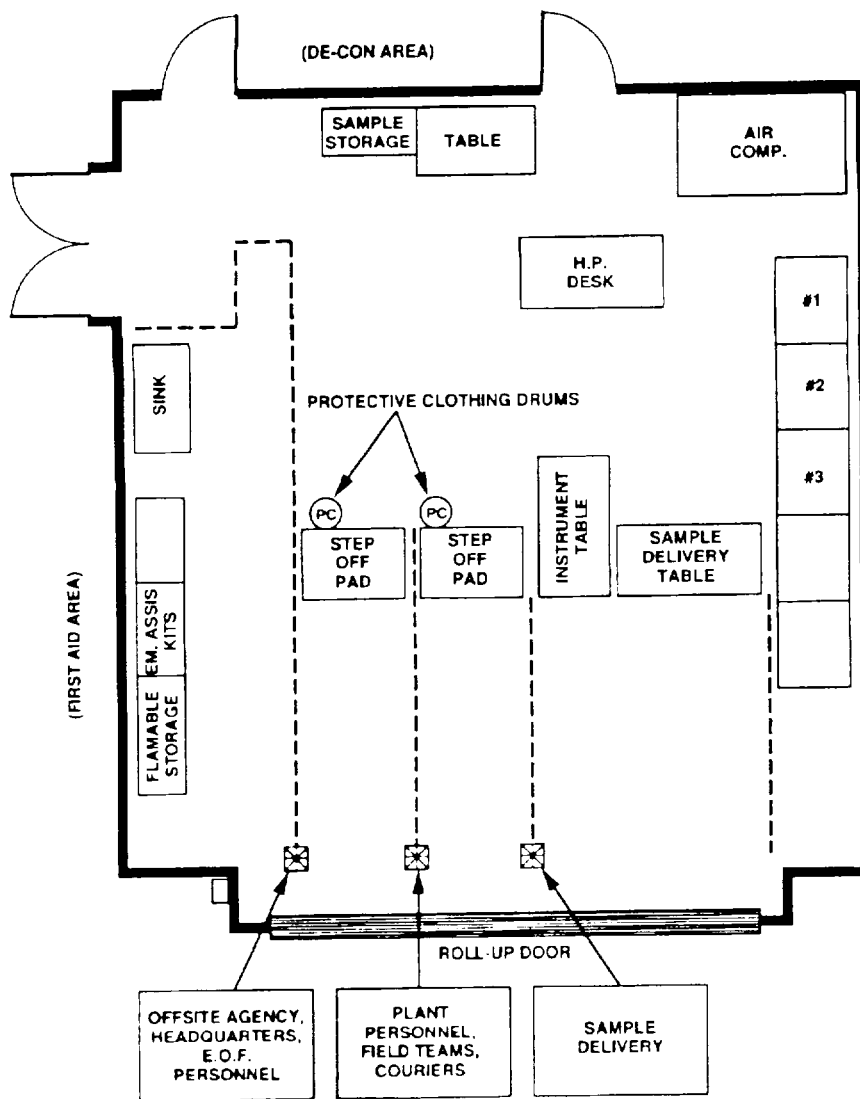 (DE-CON AREA)
SAMPLE
STORAGE
TABLE
AIR
COMP.
H.P.
DESK
#1
#2
#3
SINK
PROTECTIVE CLOTHING DRUMS
PC
PC
STEP
OFF
PAD
STEP
OFF
PAD
INSTRUMENT
TABLE
SAMPLE
DELIVERY
TABLE
(FIRST AID AREA)
EM. ASSIS
KITS
FLAMABLE
STORAGE
ROLL-UP DOOR
OFFSITE AGENCY,
HEADQUARTERS,
E.O.F.
PERSONNEL
PLANT
PERSONNEL,
FIELD TEAMS,
COURIERS
SAMPLE
DELIVERY